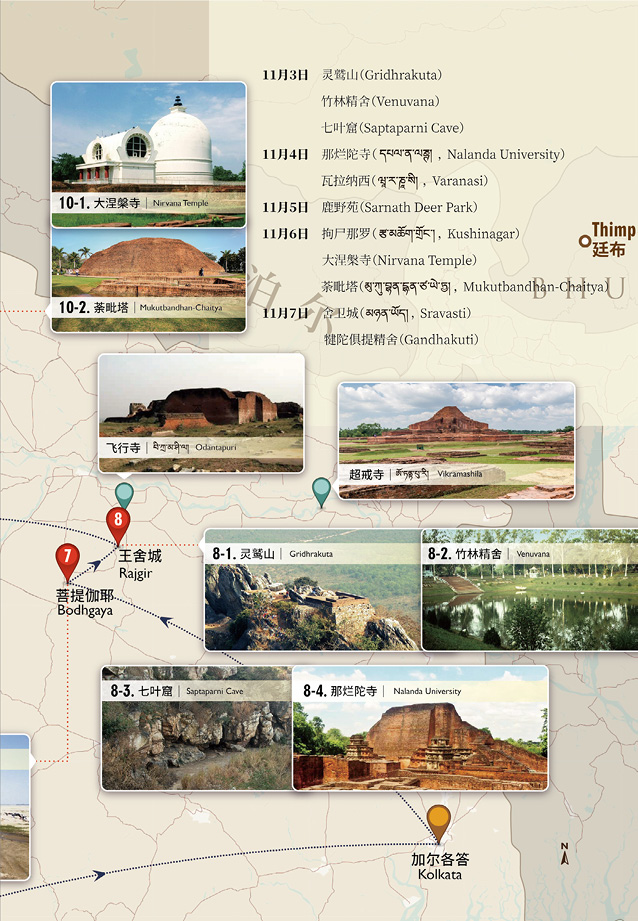 11月3日 灵鹫山(Gridhrakuta)
竹林精舍(Venuvana)
七叶窟(Saptaparni Cave)
11月4日 那烂陀寺(དཔལ་ན་ལནྡྲ། , Nalanda University)
瓦拉纳西(ཝཱ་ར་ཎཱ་སི། , Varanasi)
11月5日 鹿野苑(Sarnath Deer Park)
11月6日 拘尸那罗(རྩྭ་མཆོག་གྲོང་། , Kushinagar)
大涅槃寺(Nirvana Temple)
荼毗塔( , Mukutbandhan-Chaitya)
11月7日 舍卫城(མཉན་ཡོད། , Sravasti)
犍陀俱提精舍(Gandhakuti)
10-1. 大涅槃寺 | Nirvana Temple
10-2. 荼毗塔 | Mukutbandhan-Chaitya
泊尔
Thimp
廷布
BHU
飞行寺 | Odantapuri
超戒寺 | Vikramashila
8
王舍城
Rajgir
7
菩提伽耶
Bodhgaya
8-1. 灵鹫山 | Gridhrakuta
8-2. 竹林精舍 | Venuvana
8-3. 七叶窟 | Saptaparni Cave
8-4. 那烂陀寺 | Nalanda University
加尔各答
Kolkata
N